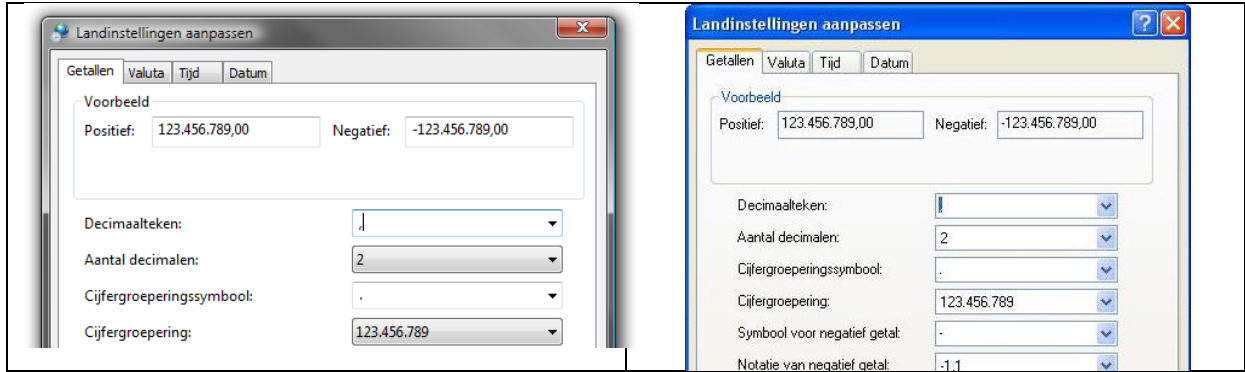 Landinstellingen aanpassen
Getallen Valuta Tijd Datum
Voorbeeld
Positief: 123.456.789,00 Negatief: -123.456.789,00
Decimaalteken: ,
Aantal decimalen: 2
Cijfergroeperingssymbool: .
Cijfergroepering: 123.456.789
Landinstellingen aanpassen
Getallen Valuta Tijd Datum
Voorbeeld
Positief: 123.456.789,00 Negatief: -123.456.789,00
Decimaalteken: ,
Aantal decimalen: 2
Cijfergroeperingssymbool: .
Cijfergroepering: 123.456.789
Symbool voor negatief getal: -
Notatie van negatief getal: -1,1